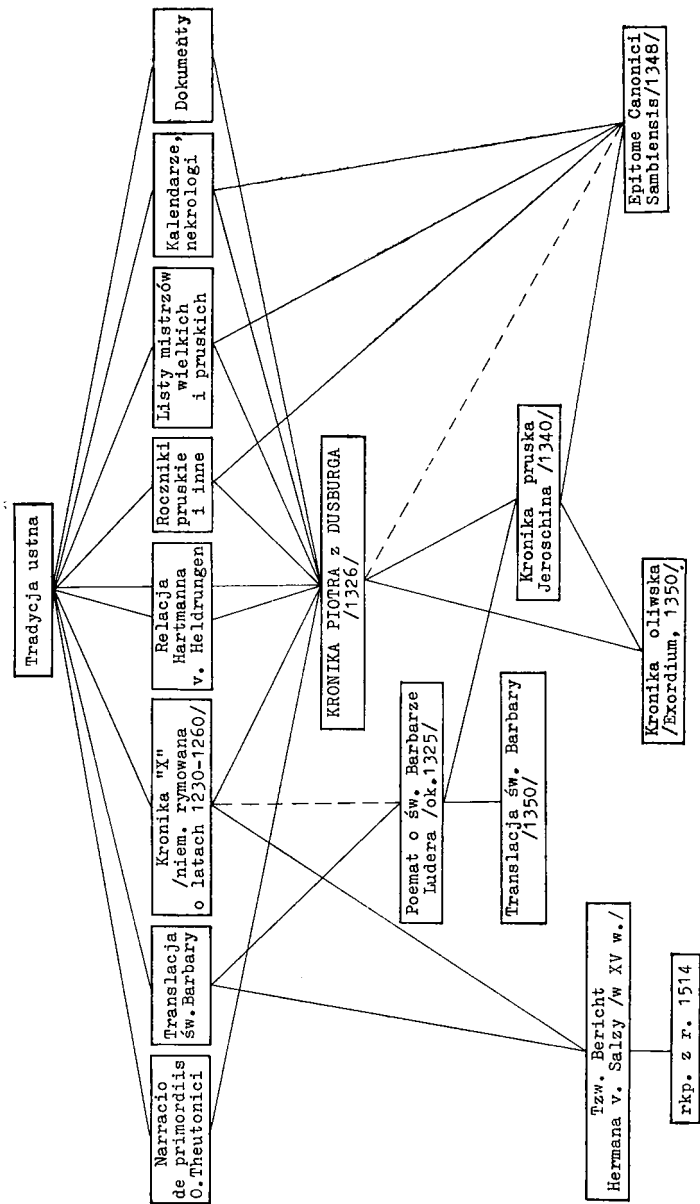 Tradycja ustna
Narracio
de primordiis
O.Theutonici
Translacja
św.Barbary
Kronika "X"
/niem. rymowana
o latach 1230-1260/
Relacja
Hartmanna
v. Heldrungen
Roczniki
pruskie
i inne
Listy mistrzów
wielkich
i pruskich
Kalendarze,
nekrologi
Dokumenty
KRONIKA PIOTRA z DUSBURGA
/1326/
Poemat o św. Barbarze
Ludera /ok.1325/
Translacja św. Barbary
/1350/
Kronika pruska
Jeroschina /1340/
Epitome Canonici
Sambiensis/1348/
Tzw. Bericht
Hermana v. Salzy /w XV w./
rkp. z r. 1514
Kronika oliwska
/Exordium, 1350/